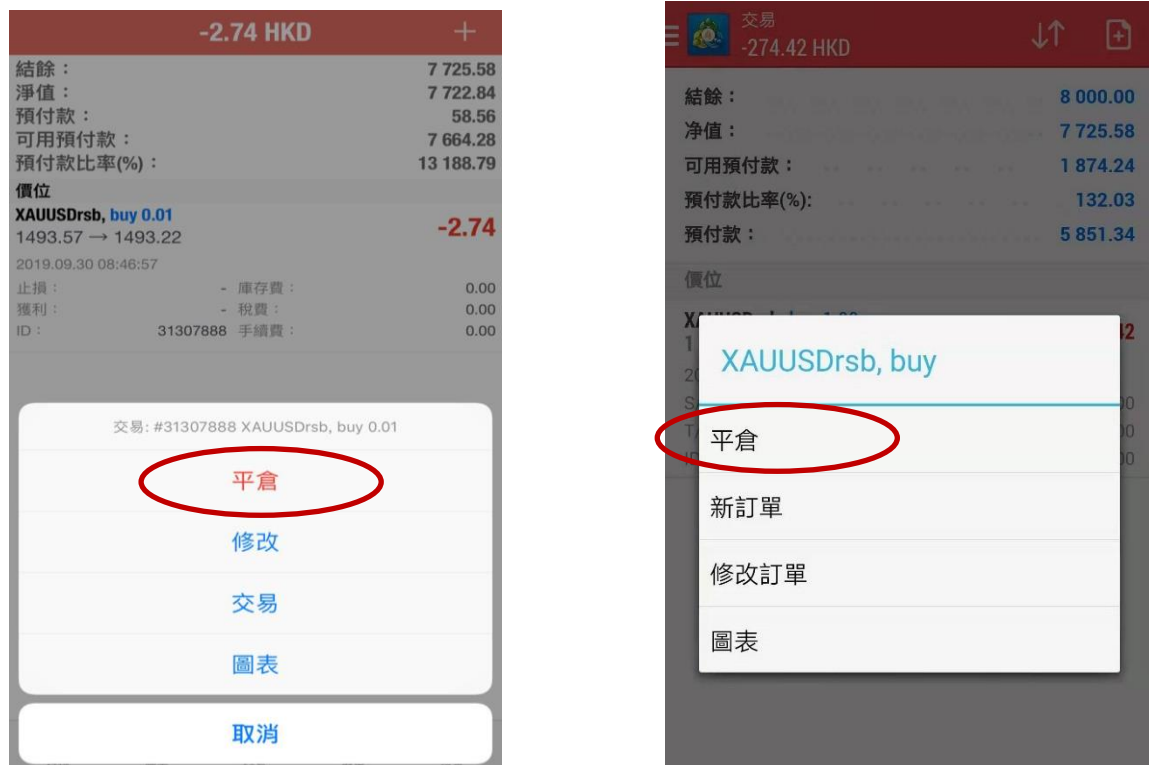 -2.74 HKD +
結餘： 7 725.58
淨值： 7 722.84
預付款： 58.56
可用預付款： 7 664.28
預付款比率(%)： 13 188.79
價位
XAUUSDrsb, buy 0.01
1493.57 → 1493.22 -2.74
2019.09.30 08:46:57
止損： - 庫存費： 0.00
獲利： - 稅費： 0.00
ID： 31307888 手續費： 0.00
交易: #31307888 XAUUSDrsb, buy 0.01
平倉
修改
交易
圖表
取消
交易
-274.42 HKD
結餘： 8 000.00
净值： 7 725.58
可用預付款： 1 874.24
預付款比率(%): 132.03
預付款： 5 851.34
價位
XAUUSDrsb, buy
平倉
新訂單
修改訂單
圖表